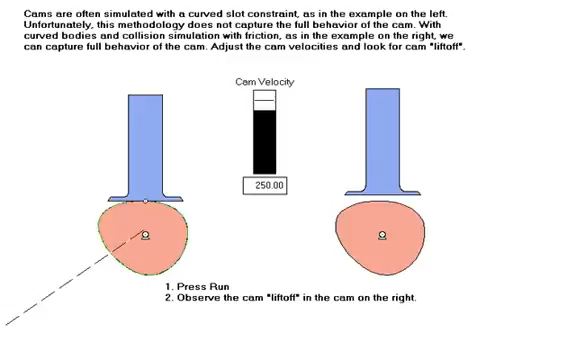 Cams are often simulated with a curved slot constraint, as in the example on the left.
Unfortunately, this methodology does not capture the full behavior of the cam. With
curved bodies and collision simulation with friction, as in the example on the right, we
can capture full behavior of the cam. Adjust the cam velocities and look for cam "liftoff".
Cam Velocity
250.00
1. Press Run
2. Observe the cam "liftoff" in the cam on the right.